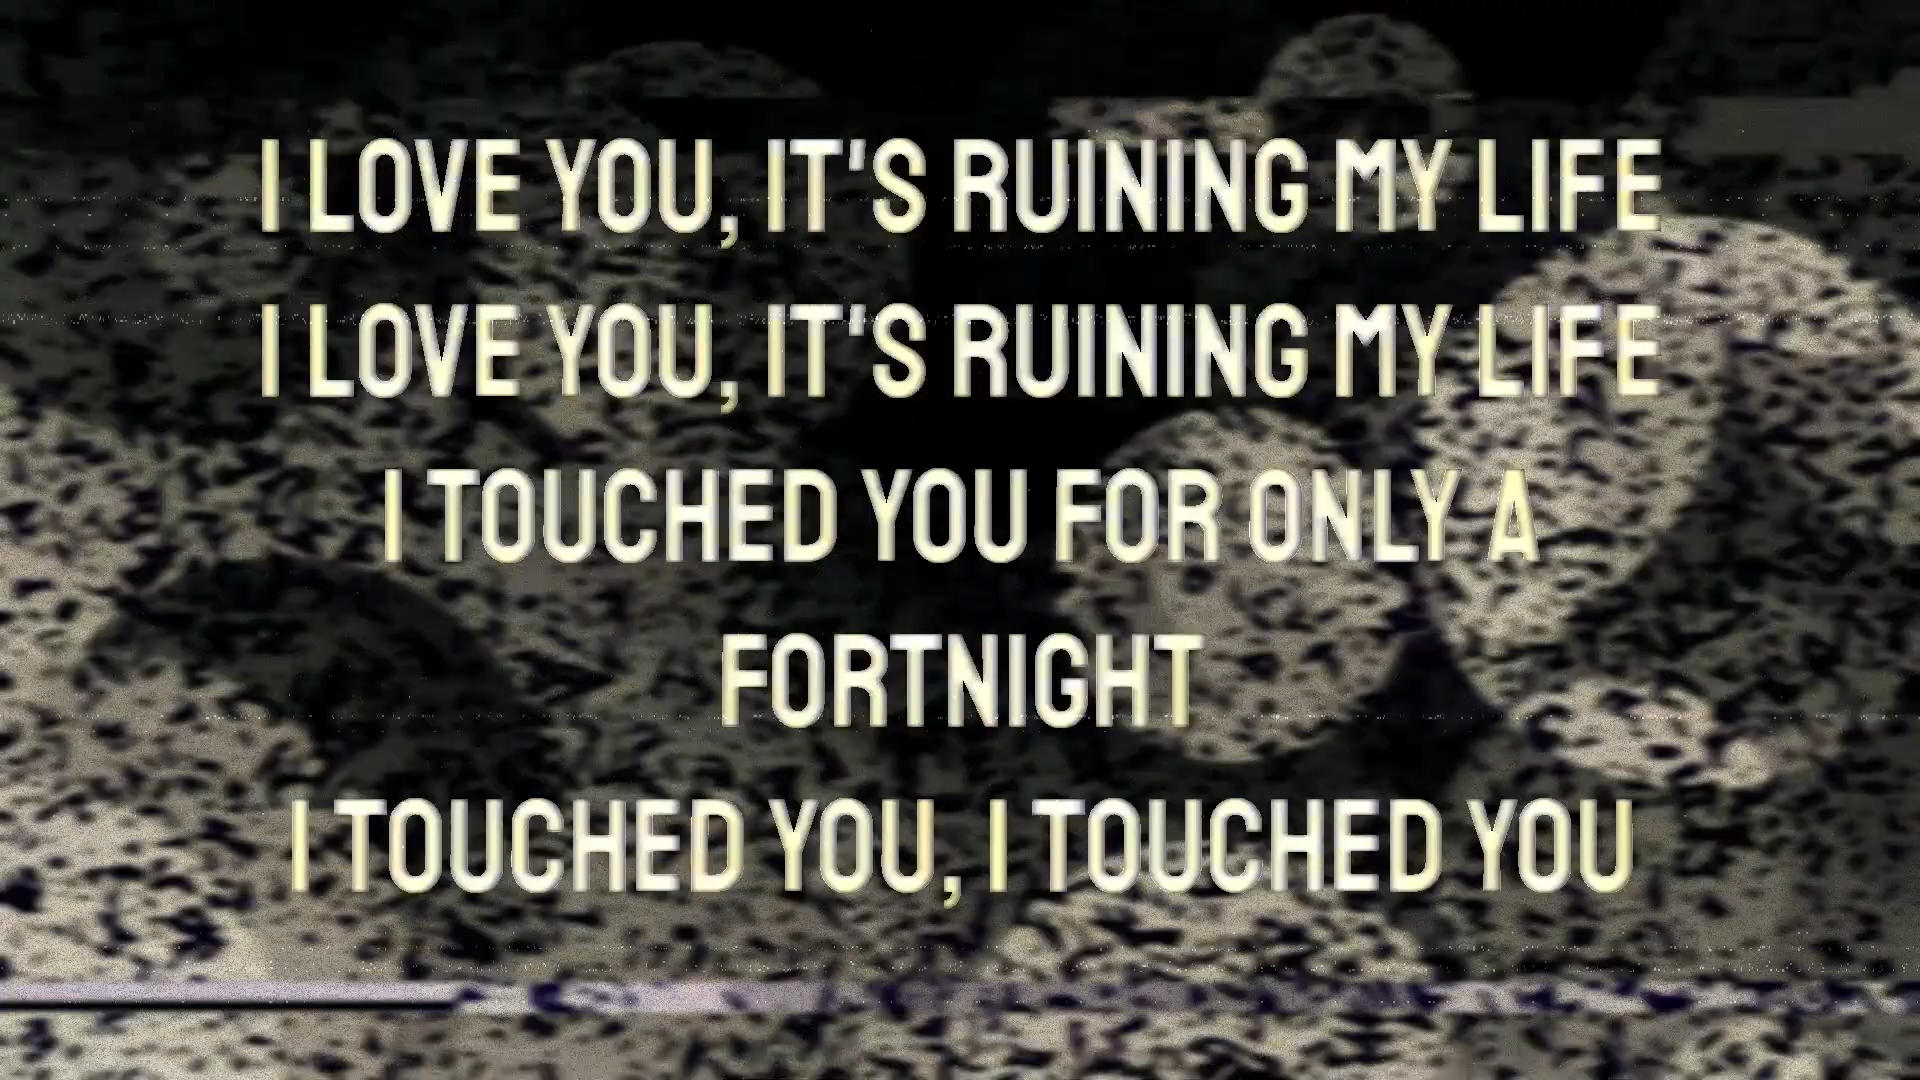 I LOVE YOU, IT'S RUINING MY LIFE
I LOVE YOU, IT'S RUINING MY LIFE
I TOUCHED YOU FOR ONLY A
FORTNIGHT
I TOUCHED YOU, I TOUCHED YOU